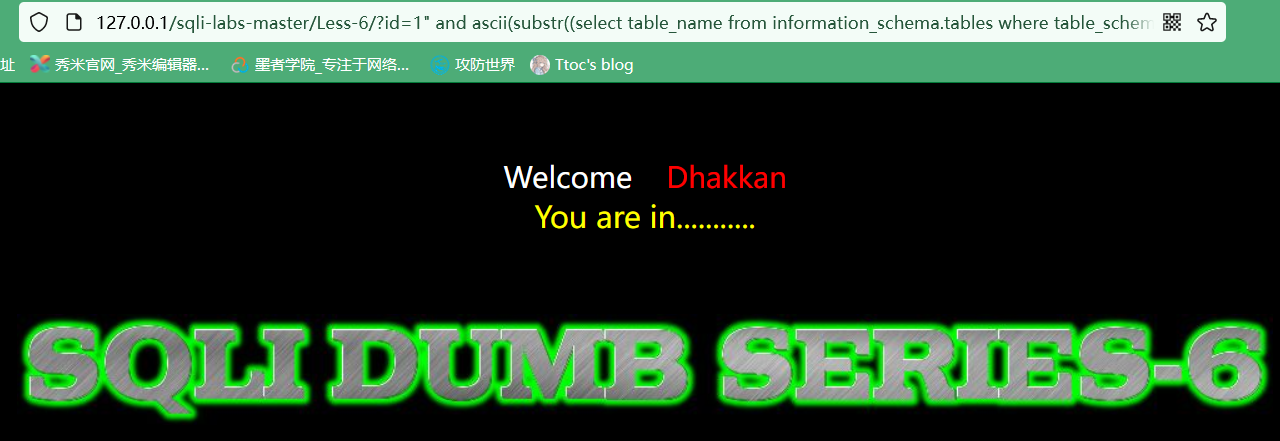 127.0.0.1/sqli-labs-master/Less-6/?id=1" and ascii(substr((select table_name from information_schema.tables where table_schem
址 秀米官网_秀米编辑器... 墨者学院_专注于网络... 攻防世界 Ttoc's blog
Welcome Dhakkan
You are in...........
SQLI DUMB SERIES-6